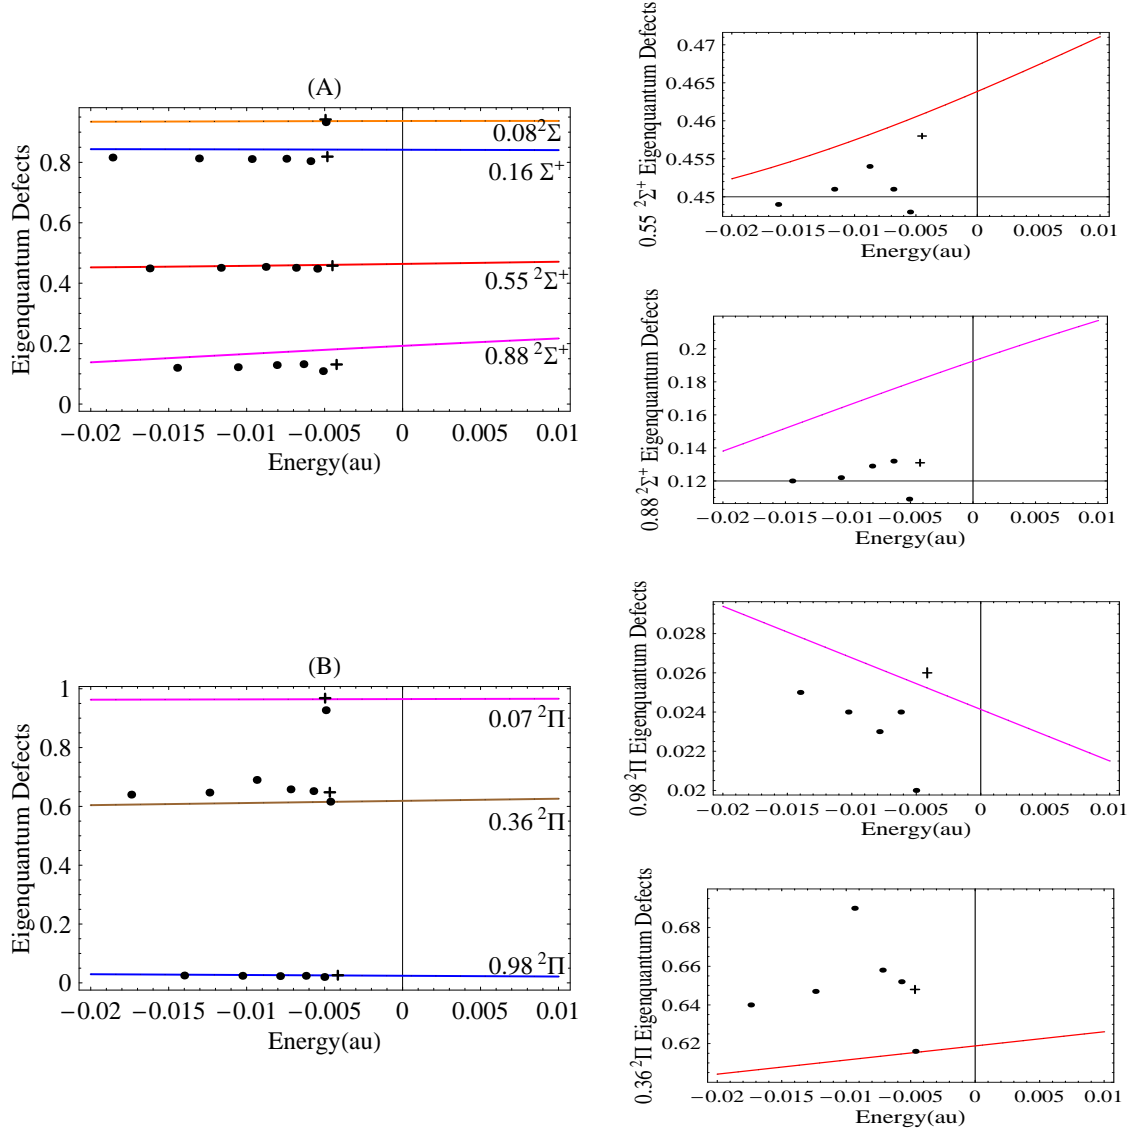 (A)
Eigenquantum Defects
0.8
0.6
0.4
0.2
0
0.08²Σ
0.16 Σ⁺
0.55 ²Σ⁺
0.88 ²Σ⁺
−0.02 −0.015 −0.01 −0.005 0 0.005 0.01
Energy(au)
0.55 ²Σ⁺ Eigenquantum Defects
0.47
0.465
0.46
0.455
0.45
−0.02 −0.015 −0.01 −0.005 0 0.005 0.01
Energy(au)
0.88 ²Σ⁺ Eigenquantum Defects
0.2
0.18
0.16
0.14
0.12
−0.02 −0.015 −0.01 −0.005 0 0.005 0.01
Energy(au)
(B)
Eigenquantum Defects
1
0.8
0.6
0.4
0.2
0
0.07 ²Π
0.36 ²Π
0.98 ²Π
−0.02 −0.015 −0.01 −0.005 0 0.005 0.01
Energy(au)
0.98 ²Π Eigenquantum Defects
0.028
0.026
0.024
0.022
0.02
−0.02 −0.015 −0.01 −0.005 0 0.005 0.01
Energy(au)
0.36 ²Π Eigenquantum Defects
0.68
0.66
0.64
0.62
−0.02 −0.015 −0.01 −0.005 0 0.005 0.01
Energy(au)